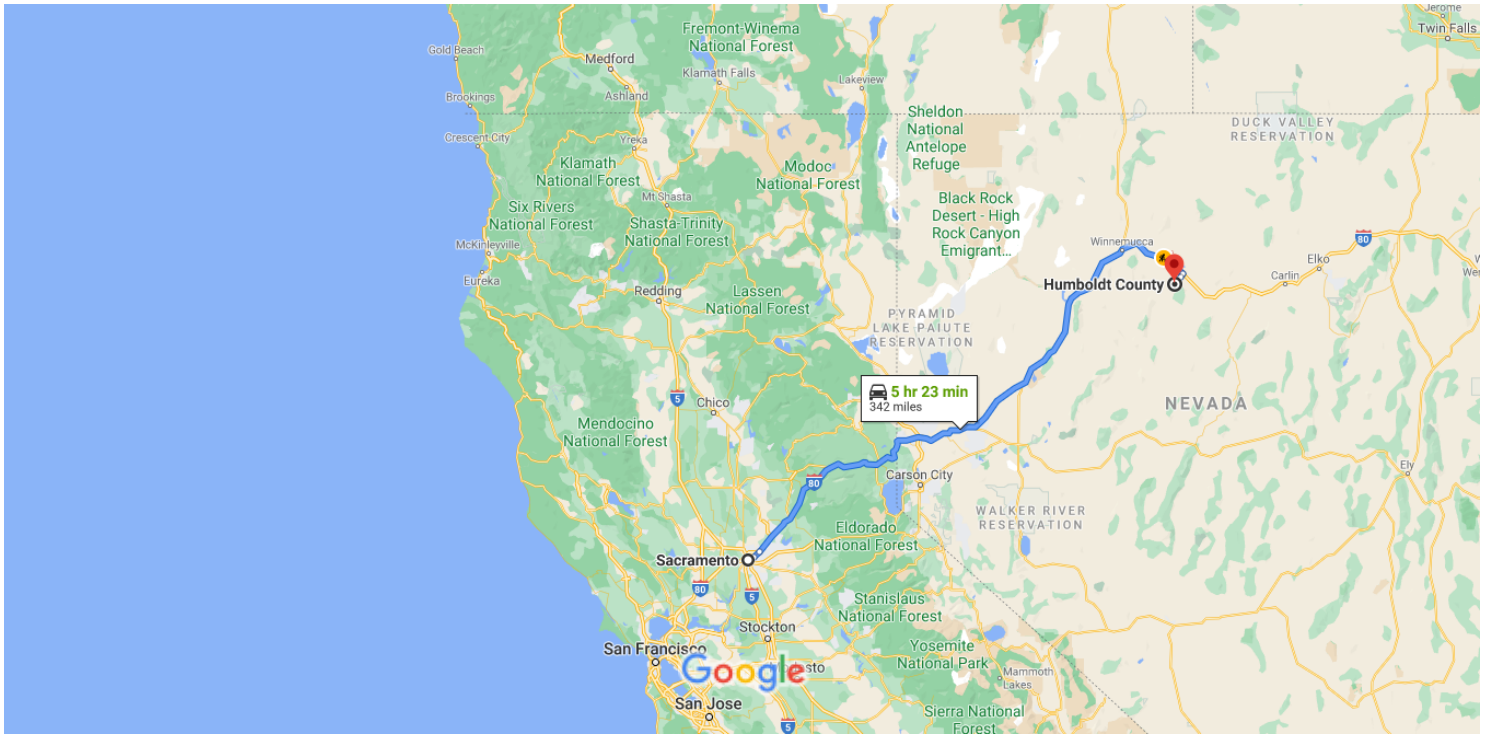 Jerome
Twin Falls
Fremont-Winema
National Forest
Gold Beach
Medford
Klamath Falls
Lakeview
Ashland
Brookings
Sheldon
National
Antelope
Refuge
DUCK VALLEY
RESERVATION
Crescent City
Yreka
Klamath
National Forest
Modoc
National Forest
Mt Shasta
Six Rivers
National Forest
Black Rock
Desert - High
Rock Canyon
Emigrant...
Shasta-Trinity
National Forest
McKinleyville
Winnemucca
80
Elko
Eureka
Carlin
Humboldt County
Redding
Lassen
National Forest
PYRAMID
LAKE PAIUTE
RESERVATION
5 hr 23 min
342 miles
5
Chico
NEVADA
Mendocino
National Forest
80
Carson City
Ely
WALKER RIVER
RESERVATION
Eldorado
National Forest
Sacramento
80
5
Stanislaus
National Forest
Stockton
San Francisco
Yosemite
National Park
Google
Mammoth
Lakes
San Jose
Sierra National
Forest
5